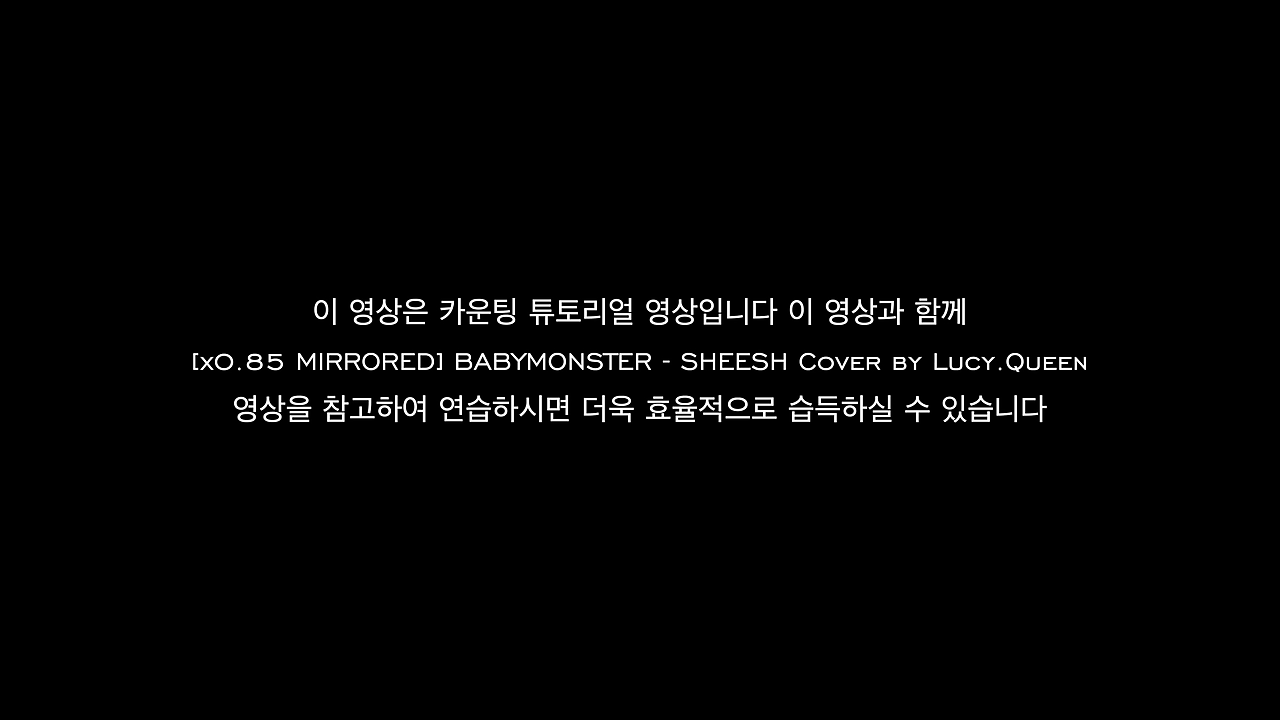 이 영상은 카운팅 튜토리얼 영상입니다 이 영상과 함께
[x0.85 MIRRORED] BABYMONSTER - SHEESH Cover by Lucy.Queen
영상을 참고하여 연습하시면 더욱 효율적으로 습득하실 수 있습니다